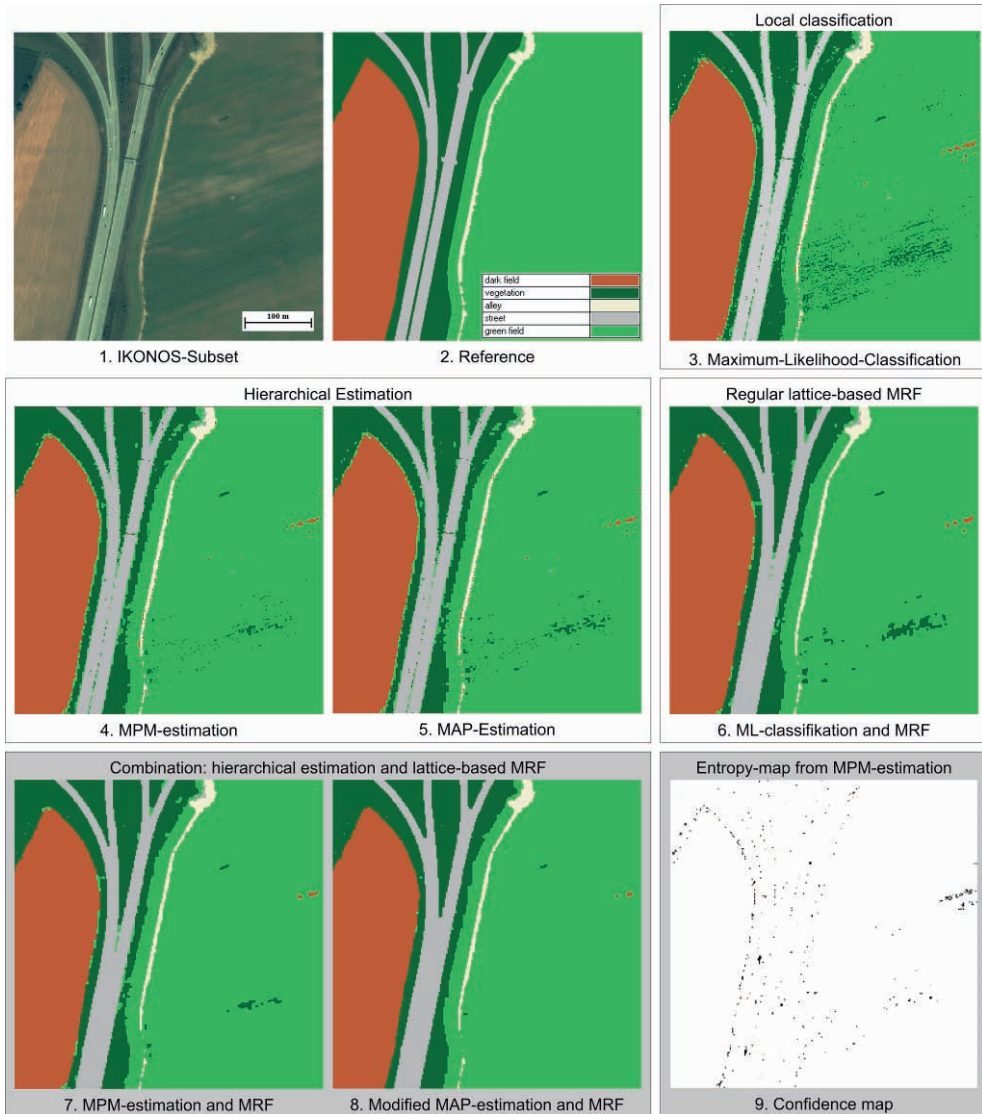 Local classification
100 m
dark field
vegetation
alley
street
green field
1. IKONOS-Subset
2. Reference
3. Maximum-Likelihood-Classification
Hierarchical Estimation
Regular lattice-based MRF
4. MPM-estimation
5. MAP-Estimation
6. ML-classifikation and MRF
Combination: hierarchical estimation and lattice-based MRF
Entropy-map from MPM-estimation
7. MPM-estimation and MRF
8. Modified MAP-estimation and MRF
9. Confidence map